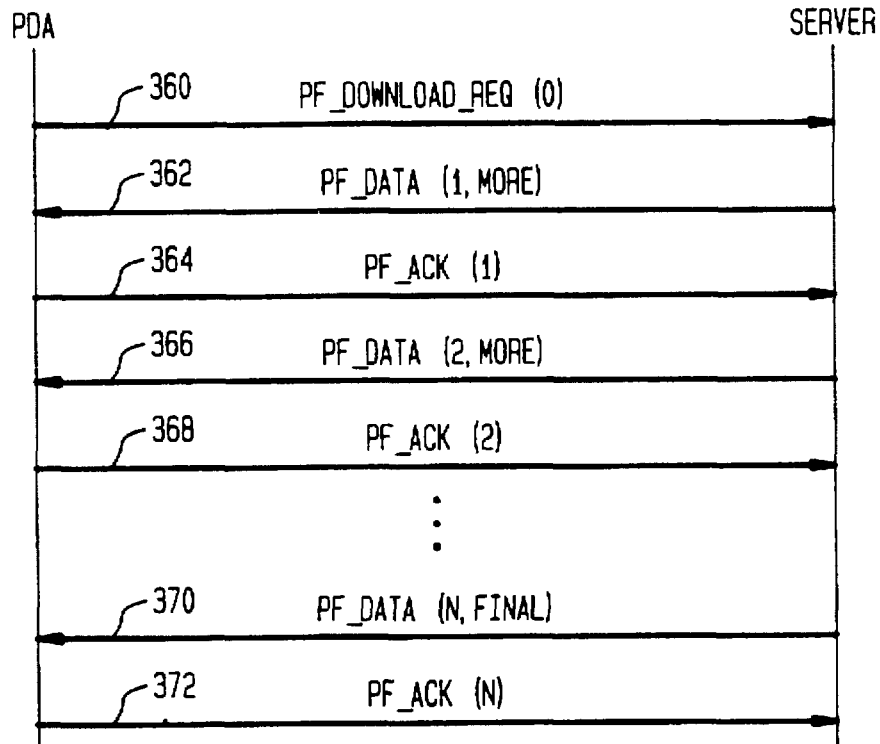 PDA SERVER
360 PF_DOWNLOAD_REQ (0)
362 PF_DATA (1, MORE)
364 PF_ACK (1)
366 PF_DATA (2, MORE)
368 PF_ACK (2)
370 PF_DATA (N, FINAL)
372 PF_ACK (N)